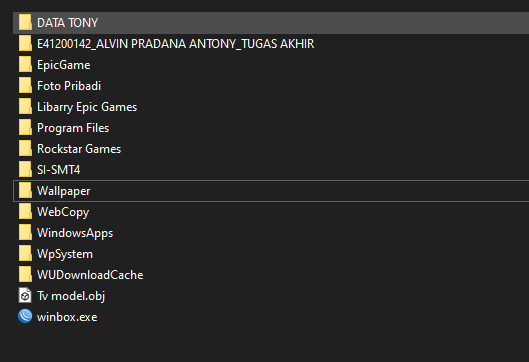 DATA TONY
E41200142_ALVIN PRADANA ANTONY_TUGAS AKHIR
EpicGame
Foto Pribadi
Libarry Epic Games
Program Files
Rockstar Games
SI-SMT4
Wallpaper
WebCopy
WindowsApps
WpSystem
WUDownloadCache
Tv model.obj
winbox.exe